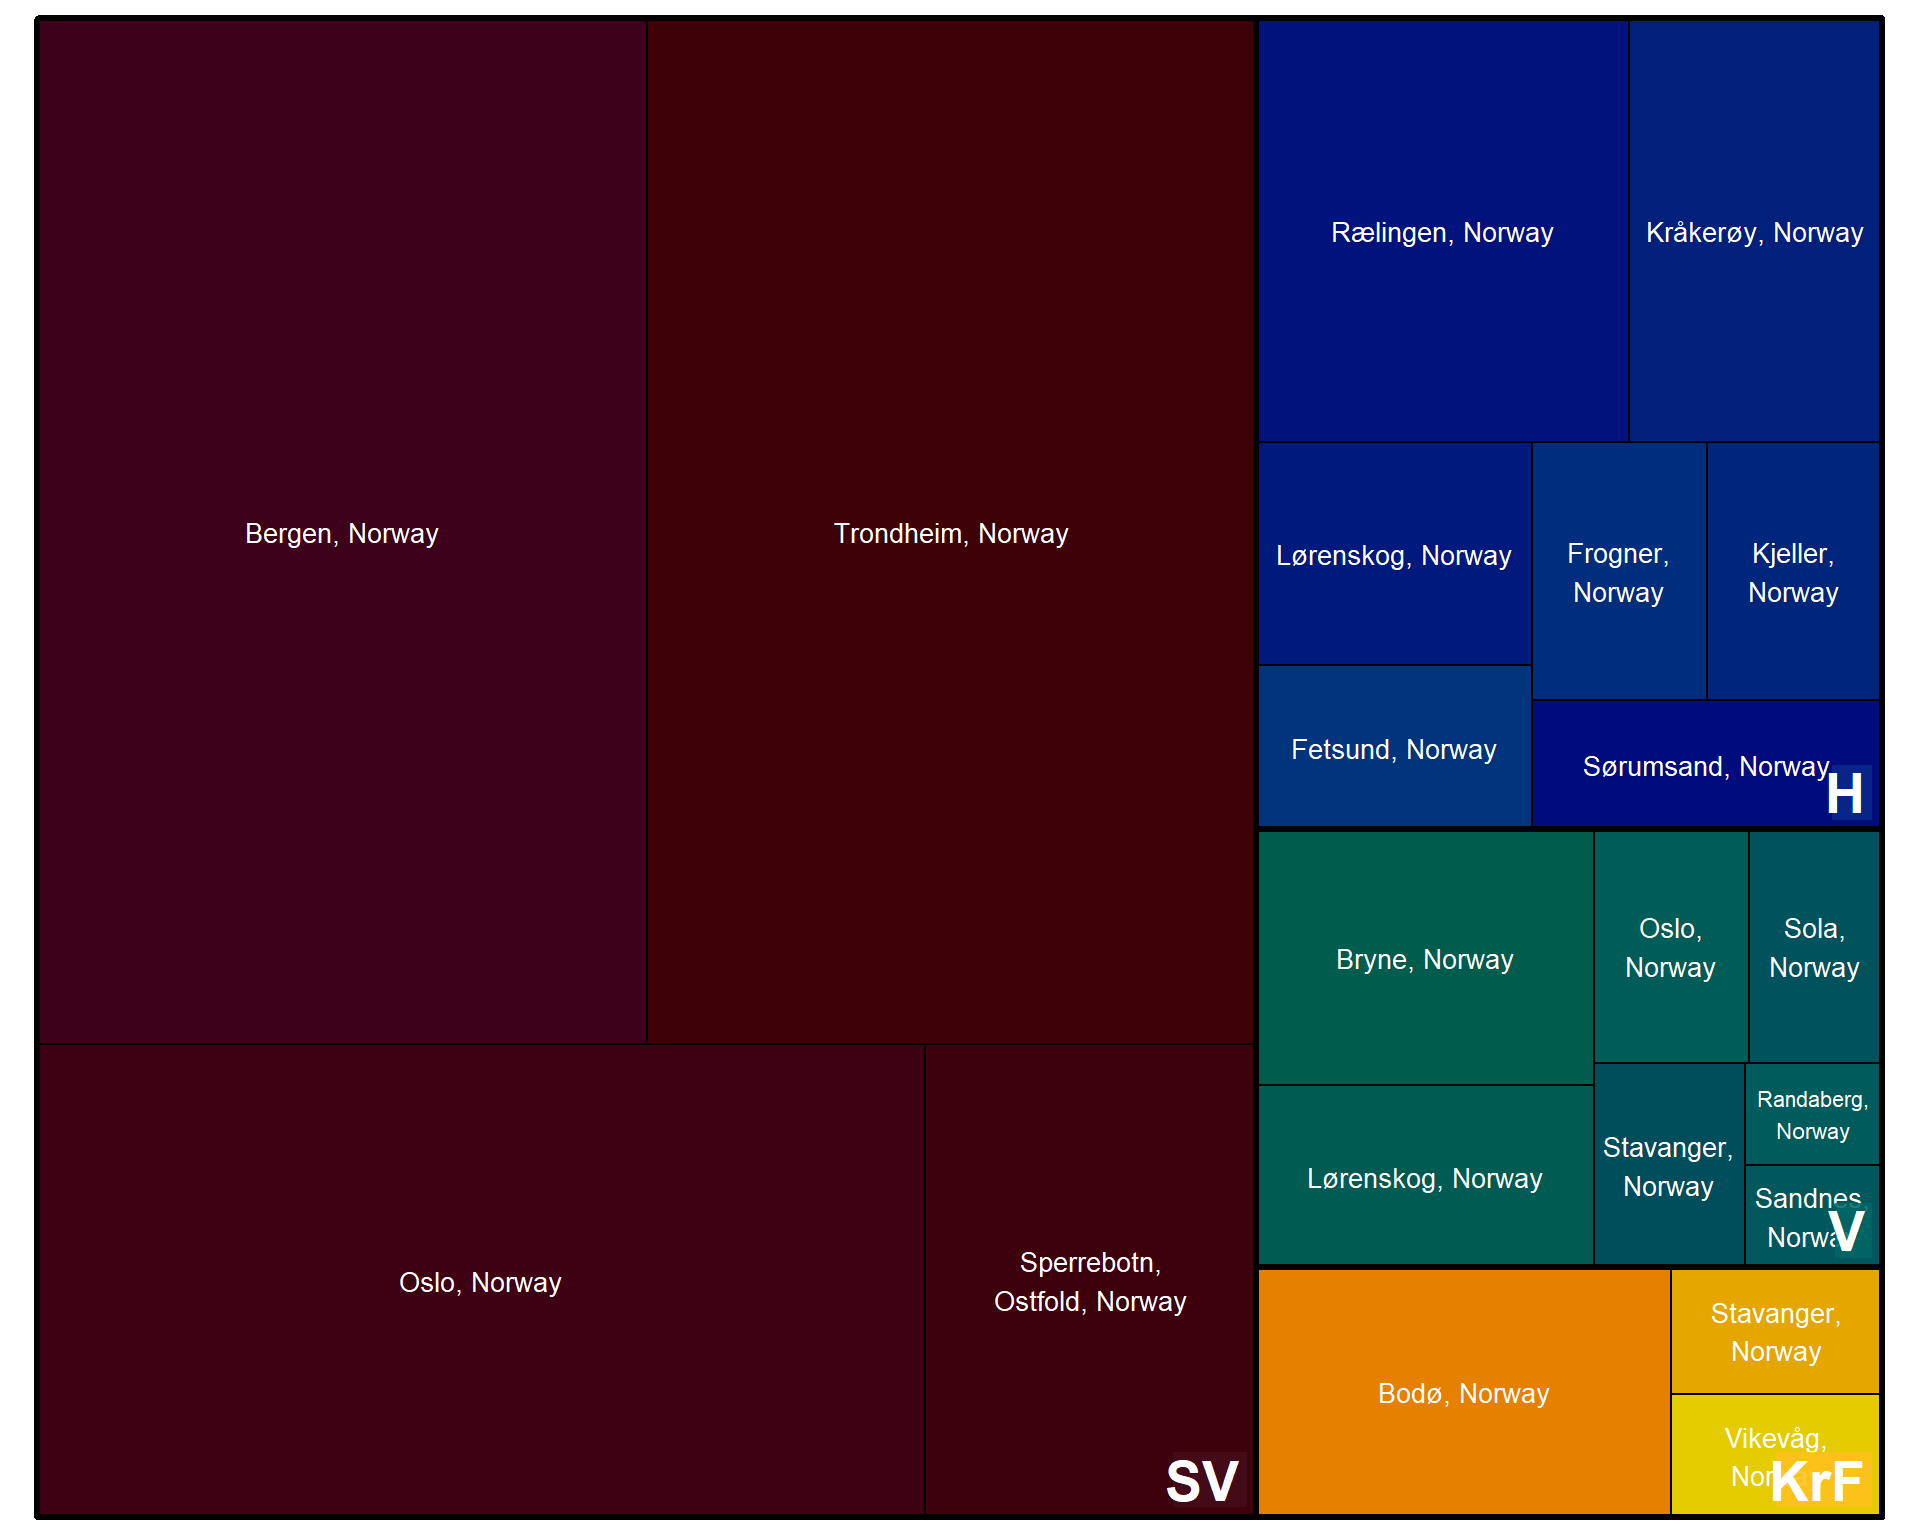 Bergen, Norway
Trondheim, Norway
Oslo, Norway
Sperrebotn,
Ostfold, Norway
SV
Rælingen, Norway
Kråkerøy, Norway
Lørenskog, Norway
Frogner,
Norway
Kjeller,
Norway
Fetsund, Norway
Sørumsand, Norway
H
Bryne, Norway
Oslo,
Norway
Sola,
Norway
Lørenskog, Norway
Stavanger,
Norway
Randaberg,
Norway
Sandnes,
Norway
V
Bodø, Norway
Stavanger,
Norway
Vikevåg,
Nor
KrF